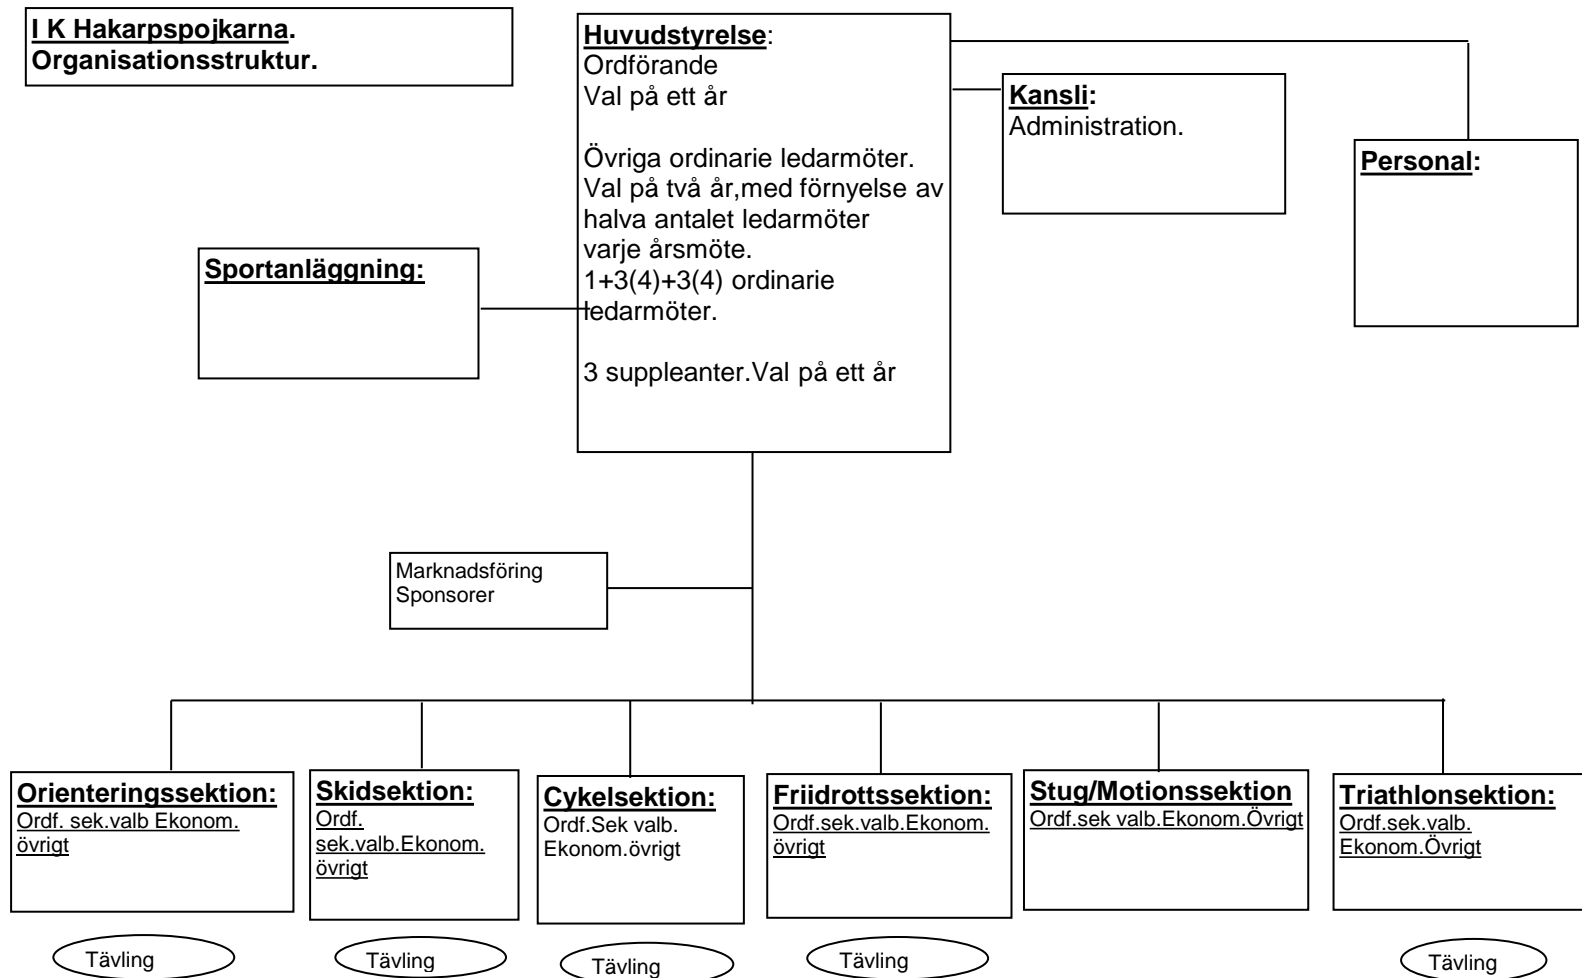 I K Hakarpspojkarna.
Organisationsstruktur.
Huvudstyrelse:
Ordförande
Val på ett år
Övriga ordinarie ledarmöter.
Val på två år,med förnyelse av
halva antalet ledarmöter
varje årsmöte.
1+3(4)+3(4) ordinarie
ledarmöter.
3 suppleanter.Val på ett år
Kansli:
Administration.
Personal:
Sportanläggning:
Marknadsföring
Sponsorer
Orienteringssektion:
Ordf. sek.valb Ekonom.
övrigt
Skidsektion:
Ordf.
sek.valb.Ekonom.
övrigt
Cykelsektion:
Ordf.Sek valb.
Ekonom.övrigt
Friidrottssektion:
Ordf.sek.valb.Ekonom.
övrigt
Stug/Motionssektion
Ordf.sek valb.Ekonom.Övrigt
Triathlonsektion:
Ordf.sek.valb.
Ekonom.Övrigt
Tävling
Tävling
Tävling
Tävling
Tävling